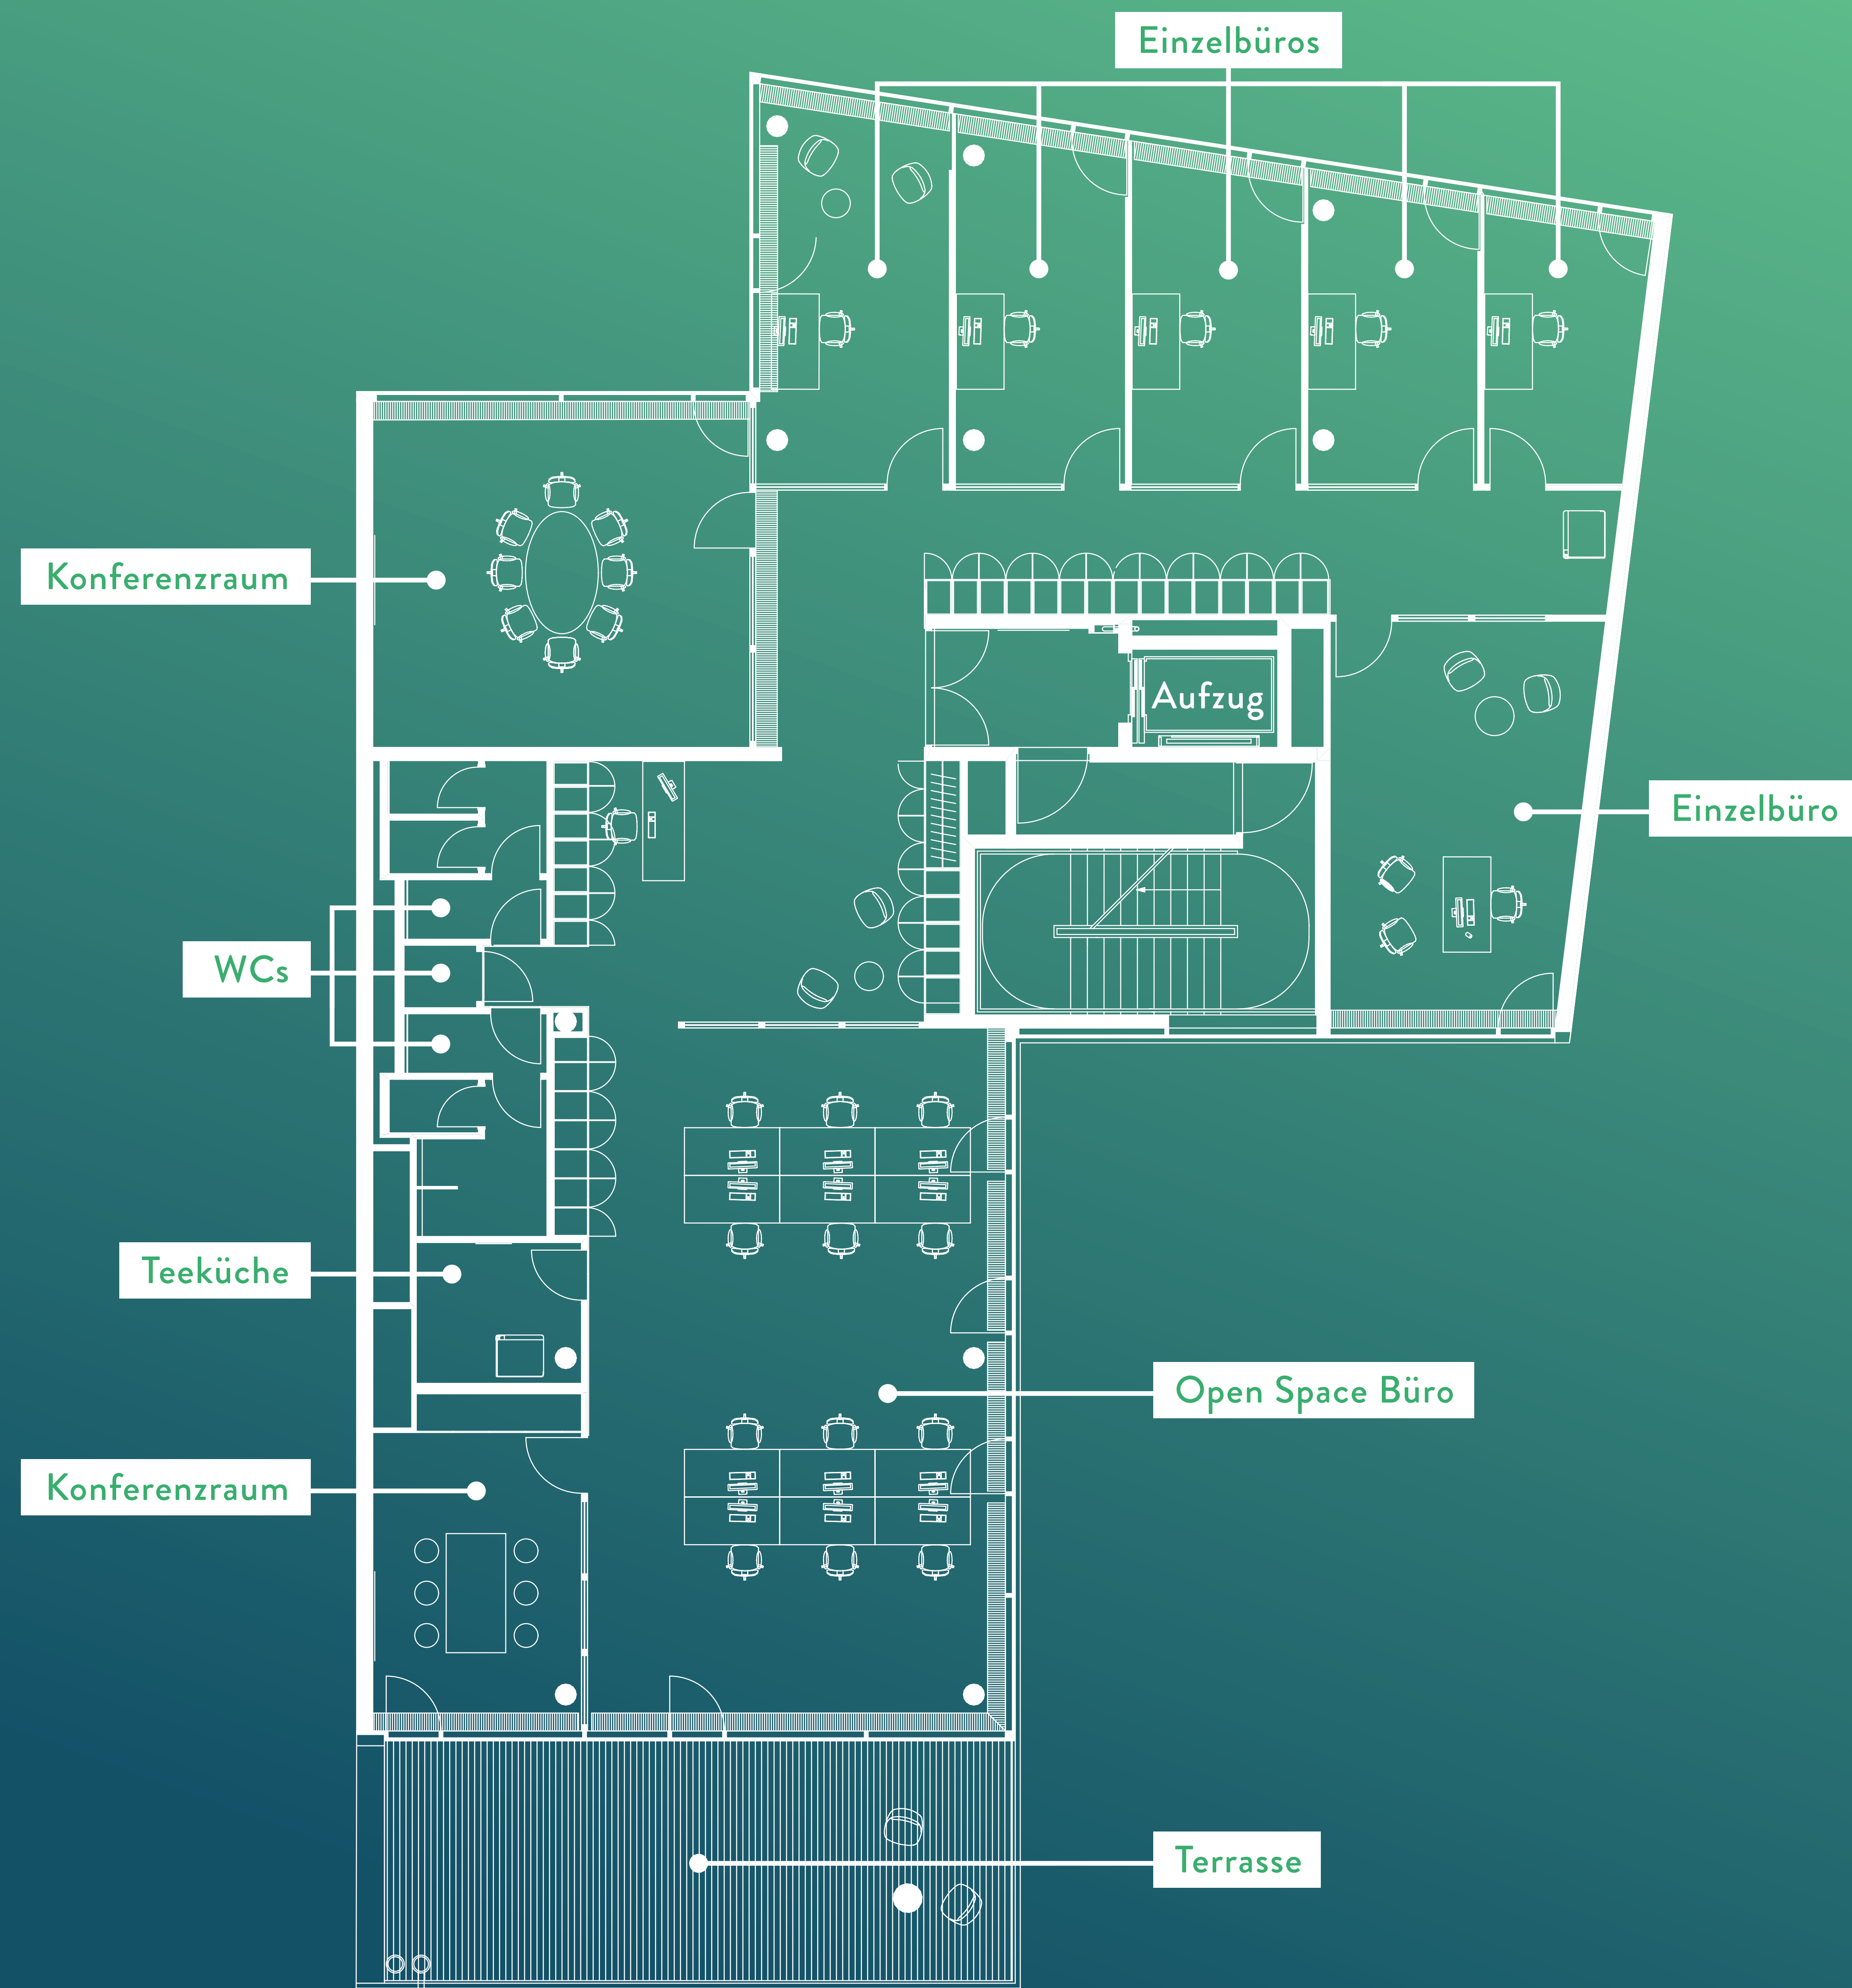 Einzelbüros
Konferenzraum
Aufzug
Einzelbüro
WCs
Teeküche
Open Space Büro
Konferenzraum
Terrasse